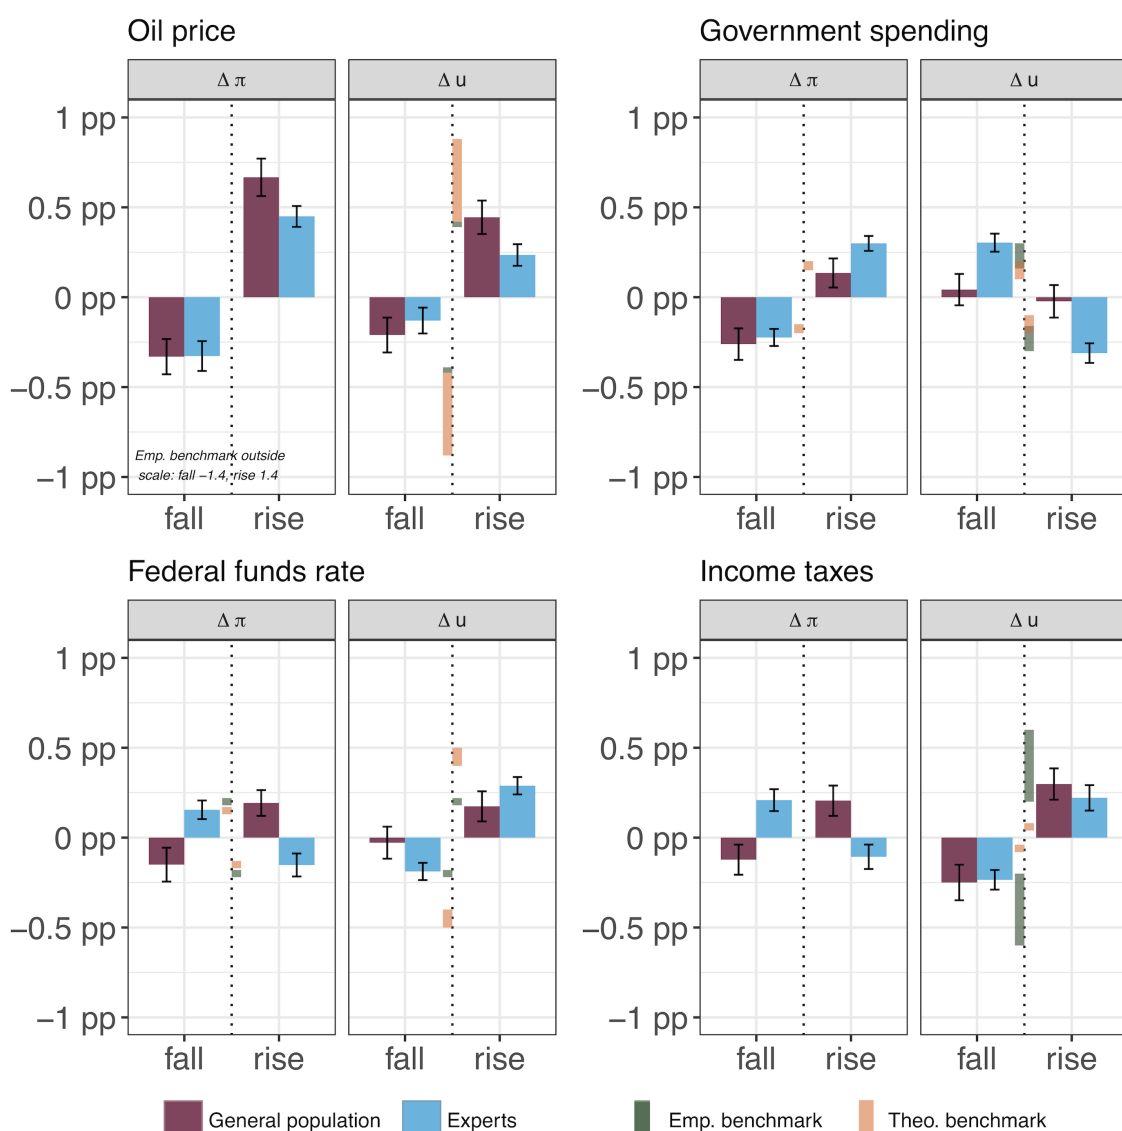 Oil price
Δ π
Δ u
1 pp
0.5 pp
0 pp
−0.5 pp
−1 pp
Emp. benchmark outside
scale: fall −1.4, rise 1.4
fall rise
fall rise
Government spending
Δ π
Δ u
1 pp
0.5 pp
0 pp
−0.5 pp
−1 pp
fall rise
fall rise
Federal funds rate
Δ π
Δ u
1 pp
0.5 pp
0 pp
−0.5 pp
−1 pp
fall rise
fall rise
Income taxes
Δ π
Δ u
1 pp
0.5 pp
0 pp
−0.5 pp
−1 pp
fall rise
fall rise
General population
Experts
Emp. benchmark
Theo. benchmark